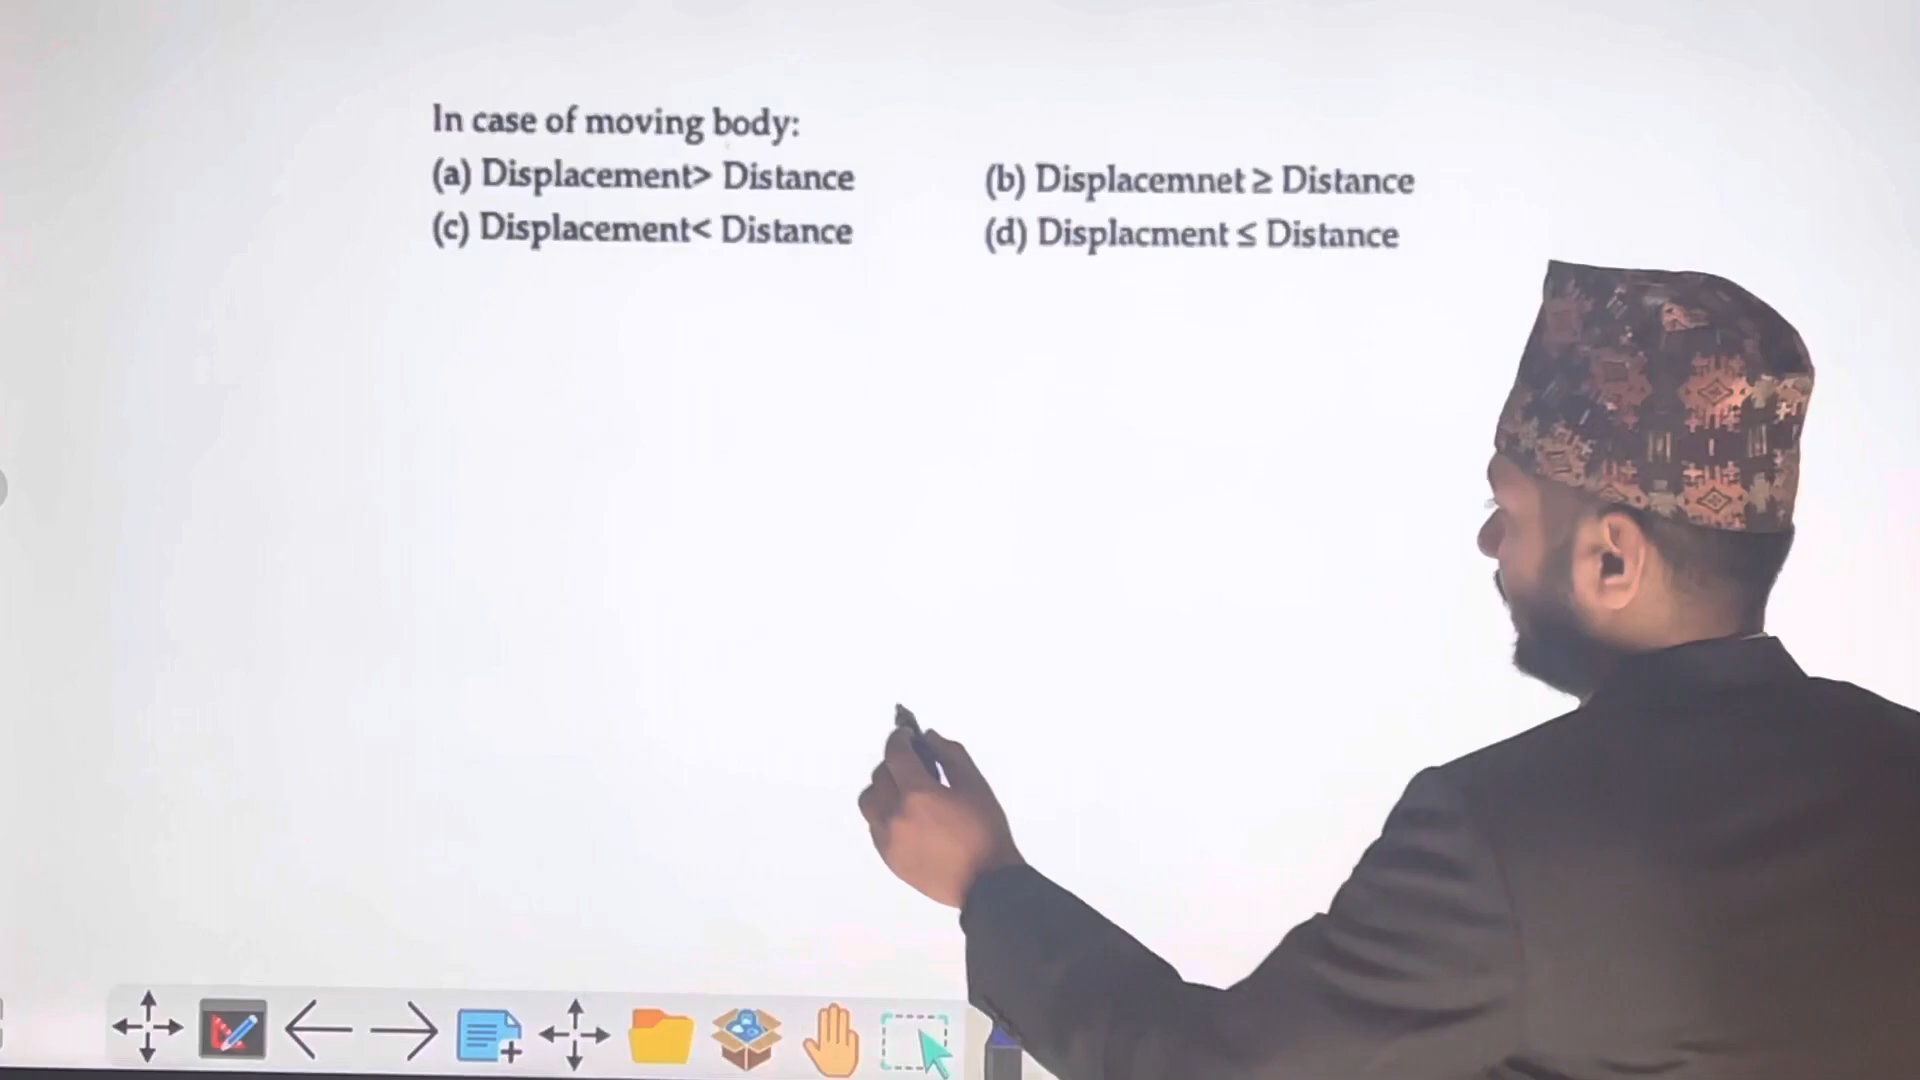 In case of moving body:
(a) Displacement> Distance (b) Displacemnet ≥ Distance
(c) Displacement< Distance (d) Displacment ≤ Distance